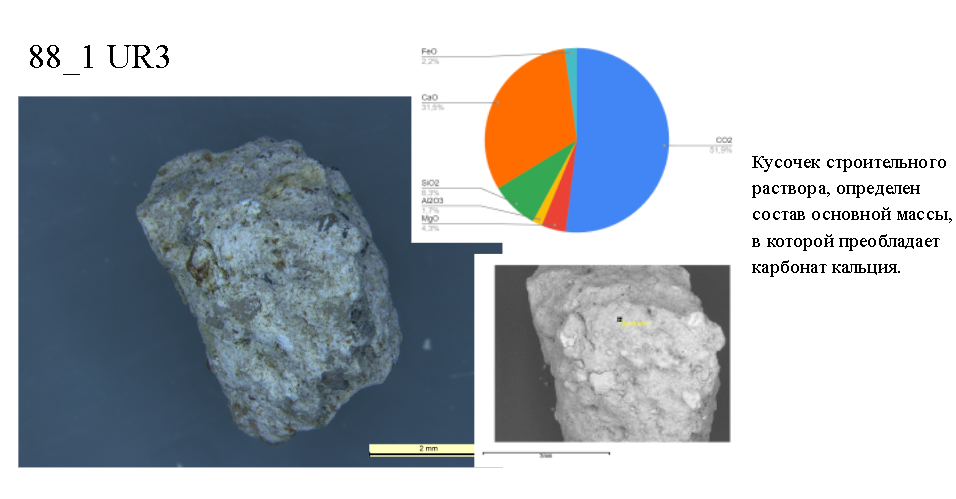 88_1 UR3
FeO
2,2%
CaO
31,5%
CO2
51,9%
SiO2
8,3%
Al2O3
1,7%
MgO
4,3%
Кусочек строительного
раствора, определен
состав основной массы,
в которой преобладает
карбонат кальция.
2 mm